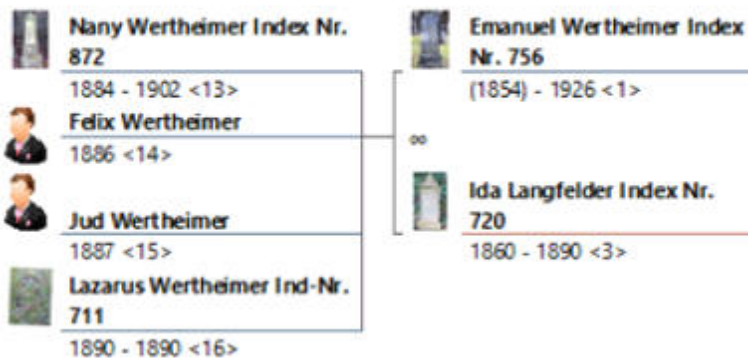 Nany Wertheimer Index Nr.
872
1884 - 1902 <13>
Felix Wertheimer
1886 <14>
Jud Wertheimer
1887 <15>
Lazarus Wertheimer Ind-Nr.
711
1890 - 1890 <16>
Emanuel Wertheimer Index
Nr. 756
(1854) - 1926 <1>
∞
Ida Langfelder Index Nr.
720
1860 - 1890 <3>